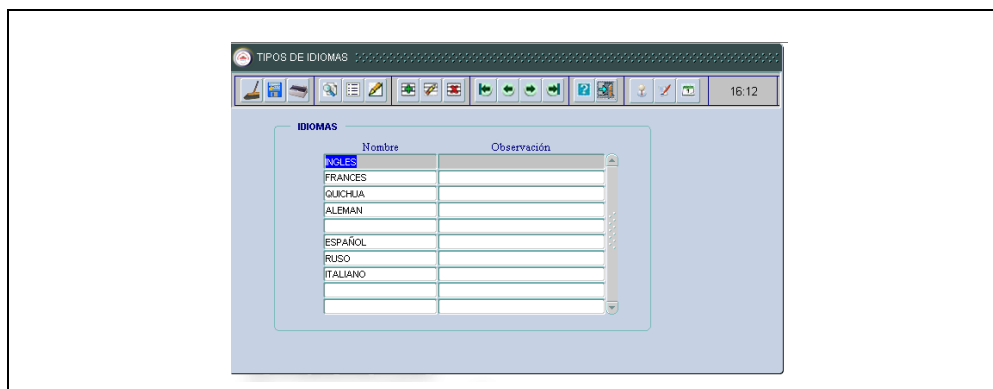 TIPOS DE IDIOMAS
16:12
IDIOMAS
Nombre Observación
INGLES
FRANCES
QUICHUA
ALEMAN
ESPAÑOL
RUSO
ITALIANO